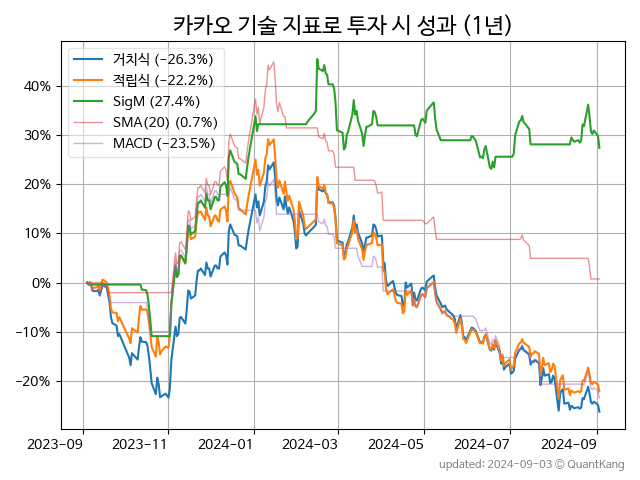 카카오 기술 지표로 투자 시 성과 (1년)
거치식 (−26.3%)
적립식 (−22.2%)
SigM (27.4%)
SMA(20) (0.7%)
MACD (−23.5%)
40%
30%
20%
10%
0%
−10%
−20%
2023-09 2023-11 2024-01 2024-03 2024-05 2024-07 2024-09
updated: 2024-09-03 © QuantKang